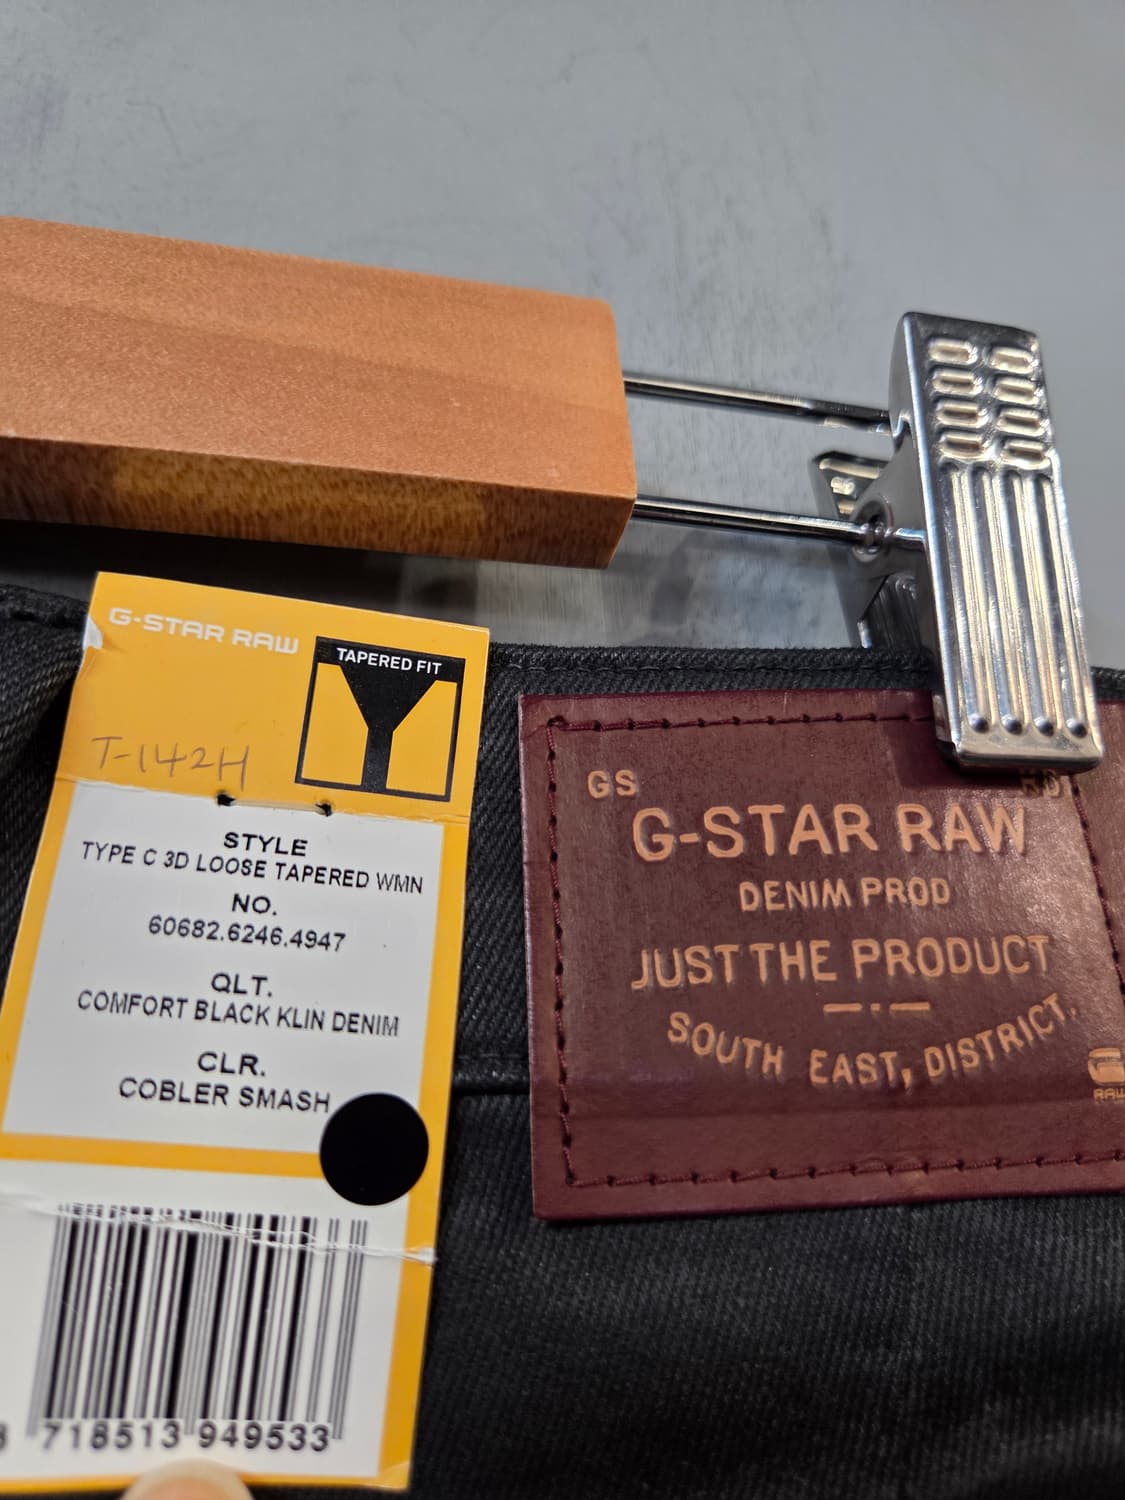 G-STAR RAW
TAPERED FIT
T-142H
STYLE
TYPE C 3D LOOSE TAPERED WMN
NO.
60682.6246.4947
QLT.
COMFORT BLACK KLIN DENIM
CLR.
COBLER SMASH
8 718513 949533
GS
G-STAR RAW
DENIM PROD
JUST THE PRODUCT
SOUTH EAST, DISTRICT.
RAW